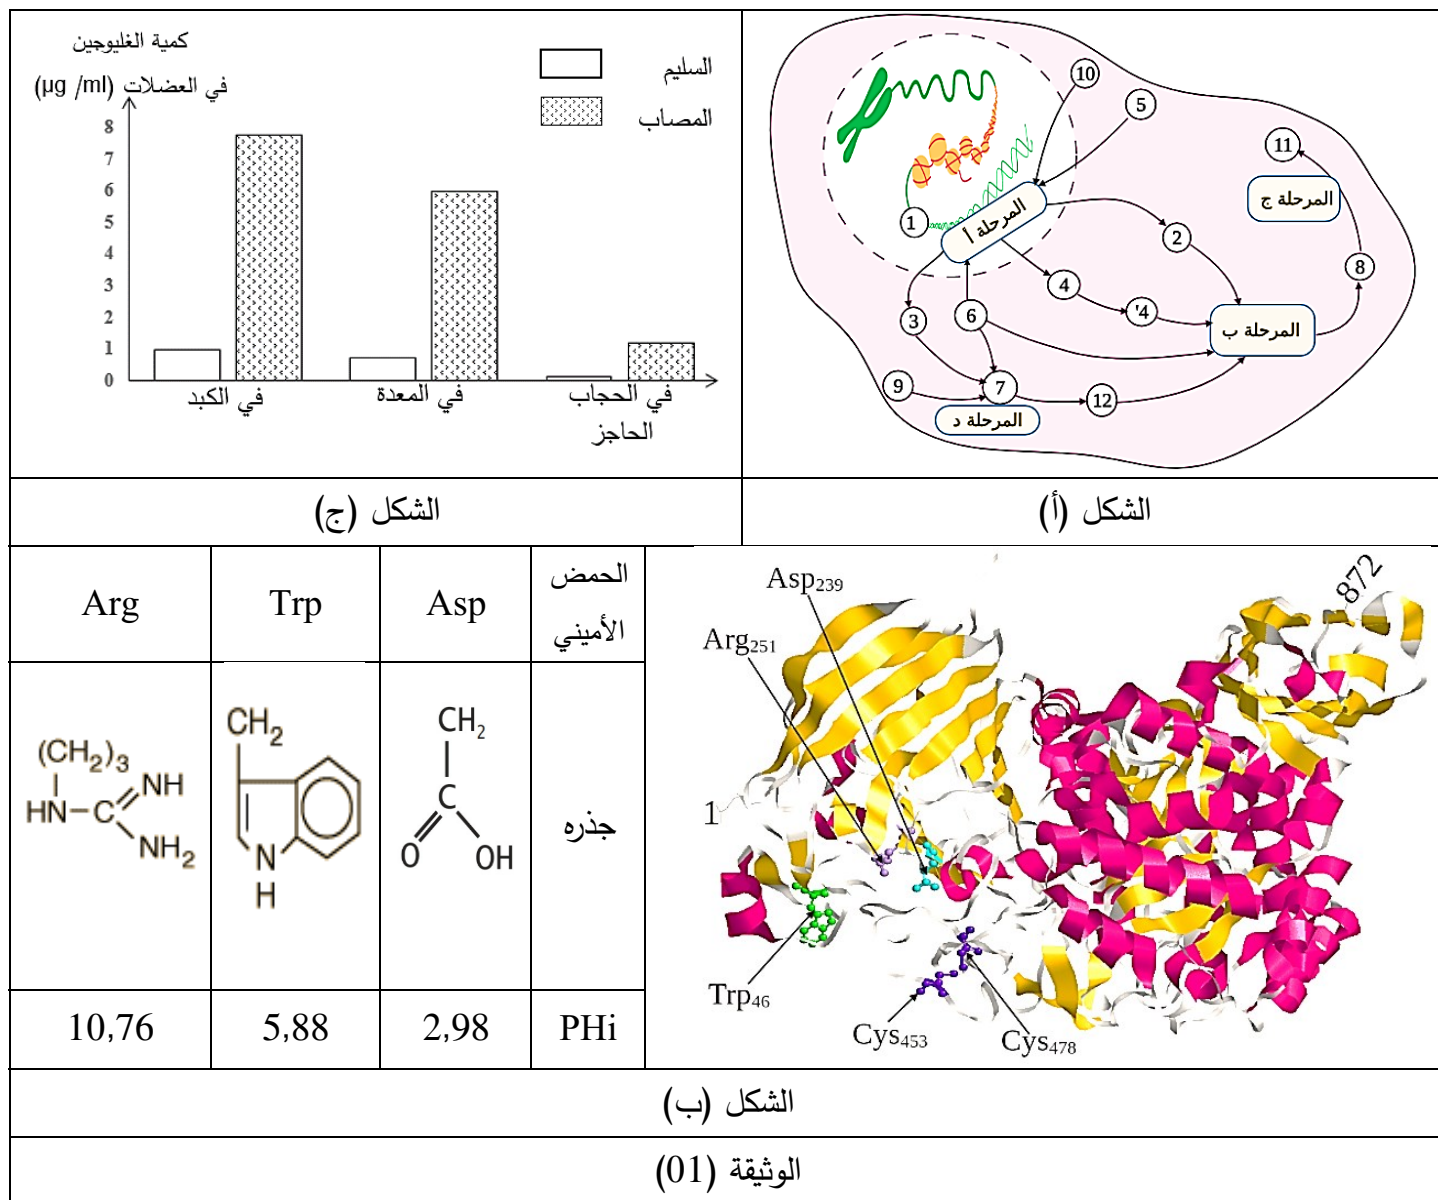 كمية الغليوجين
في العضلات (µg /ml)
السليم
المصاب
8
7
6
5
4
3
2
1
0
في الكبد
في المعدة
في الحجاب
الحاجز
10
5
11
المرحلة ج
1
المرحلة أ
2
8
4
4'
3
6
المرحلة ب
9
7
12
المرحلة د
الشكل (أ)
الشكل (ج)
الحمض
الأميني
Asp
Trp
Arg
جذره
CH2
C
O
OH
CH2
N
H
(CH2)3
HN
C
NH
NH2
PHi
2,98
5,88
10,76
Asp239
Arg251
872
1
Trp46
Cys453
Cys478
الشكل (ب)
الوثيقة (01)